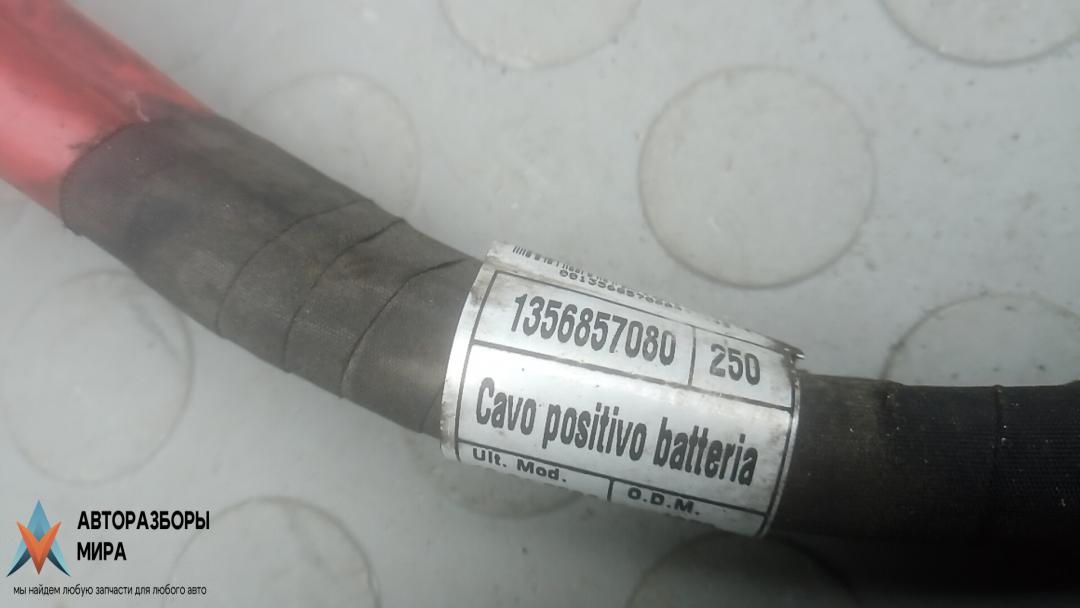 1356857080 250
Cavo positivo batteria
Ult. Mod. O.D.M.
АВТОРАЗБОРЫ
МИРА
мы найдем любую запчасти для любого авто